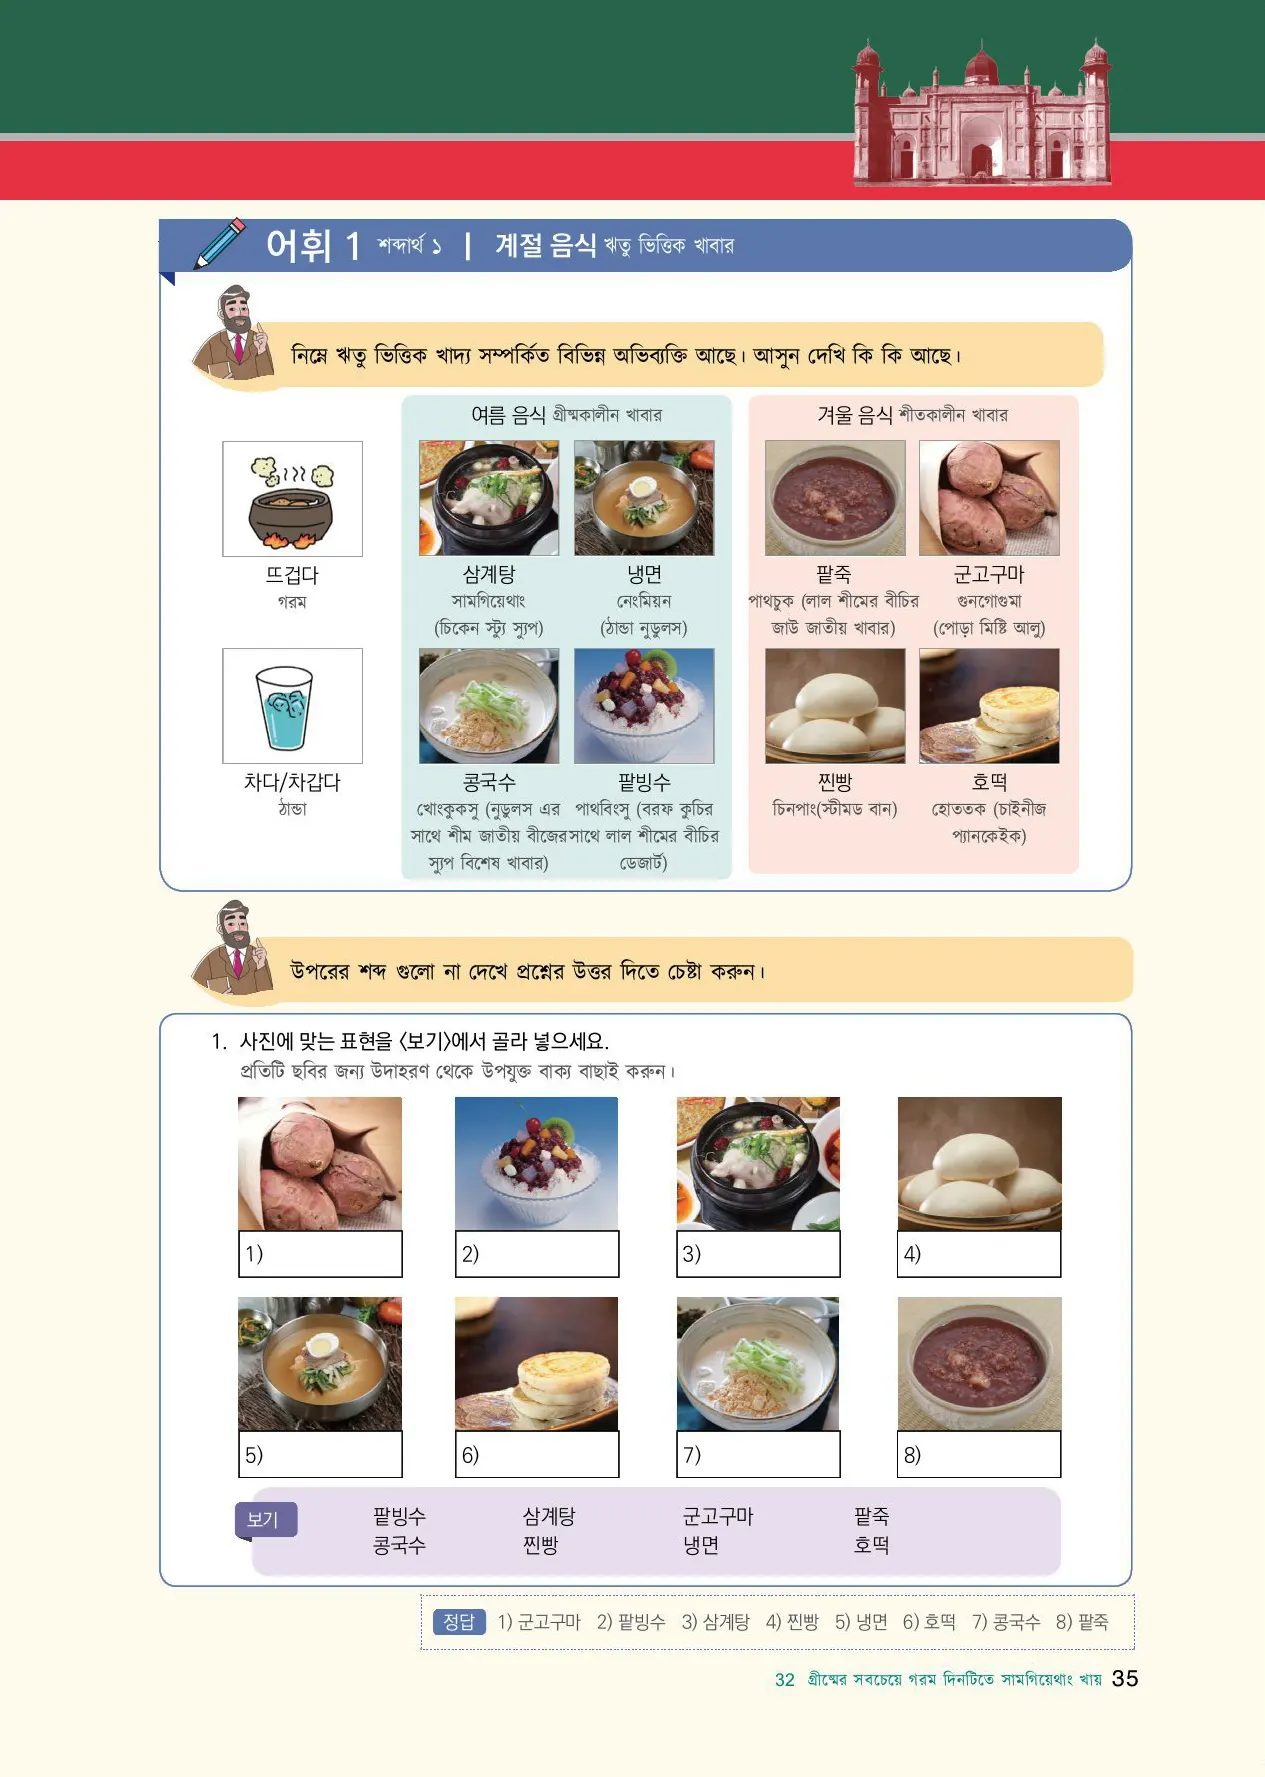 어휘 1 শব্দার্থ ১ | 계절 음식 ঋতু ভিত্তিক খাবার
নিম্নে ঋতু ভিত্তিক খাদ্য সম্পর্কিত বিভিন্ন অভিব্যক্তি আছে। আসুন দেখি কি কি আছে।
여름 음식 গ্রীষ্মকালীন খাবার
겨울 음식 শীতকালীন খাবার
뜨겁다
গরম
삼계탕
সামগিয়েথাং
(চিকেন স্ট্যু স্যুপ)
냉면
নেংমিয়ন
(ঠান্ডা নুডুলস)
팥죽
পাথচুক (লাল শীমের বীচির
জাউ জাতীয় খাবার)
군고구마
গুনগোগুমা
(পোড়া মিষ্টি আলু)
차다/차갑다
ঠান্ডা
콩국수
খোংকুকসু (নুডুলস এর
সাথে শীম জাতীয় বীজের
স্যুপ বিশেষ খাবার)
팥빙수
পাথবিংসু (বরফ কুচির
সাথে লাল শীমের বীচির
ডেজার্ট)
찐빵
চিনপাং(স্টীমড বান)
호떡
হোততক (চাইনীজ
প্যানকেইক)
উপরের শব্দ গুলো না দেখে প্রশ্নের উত্তর দিতে চেষ্টা করুন।
1. 사진에 맞는 표현을 〈보기〉에서 골라 넣으세요.
প্রতিটি ছবির জন্য উদাহরণ থেকে উপযুক্ত বাক্য বাছাই করুন।
1)
2)
3)
4)
5)
6)
7)
8)
보기
팥빙수 삼계탕 군고구마 팥죽
콩국수 찐빵 냉면 호떡
정답 1) 군고구마 2) 팥빙수 3) 삼계탕 4) 찐빵 5) 냉면 6) 호떡 7) 콩국수 8) 팥죽
32 গ্রীষ্মের সবচেয়ে গরম দিনটিতে সামগিয়েথাং খায় 35